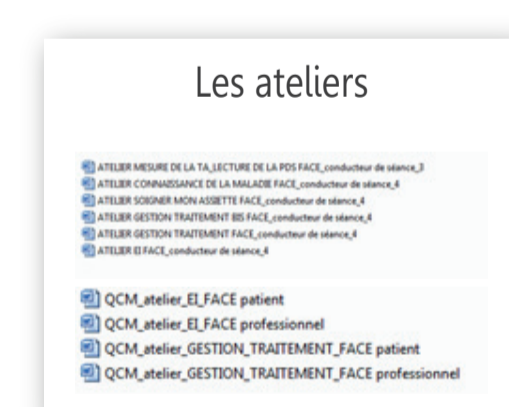 Les ateliers
ATELIER MESURE DE LA TA_LECTURE DE LA PDS FACE_conducteur de séance_3
ATELIER CONNAISSANCE DE LA MALADIE FACE_conducteur de séance_4
ATELIER SOIGNER MON ASSIETTE FACE_conducteur de séance_4
ATELIER GESTION TRAITEMENT BIS FACE_conducteur de séance_4
ATELIER GESTION TRAITEMENT FACE_conducteur de séance_4
ATELIER EI FACE_conducteur de séance_4
QCM_atelier_EI_FACE patient
QCM_atelier_EI_FACE professionnel
QCM_atelier_GESTION_TRAITEMENT_FACE patient
QCM_atelier_GESTION_TRAITEMENT_FACE professionnel